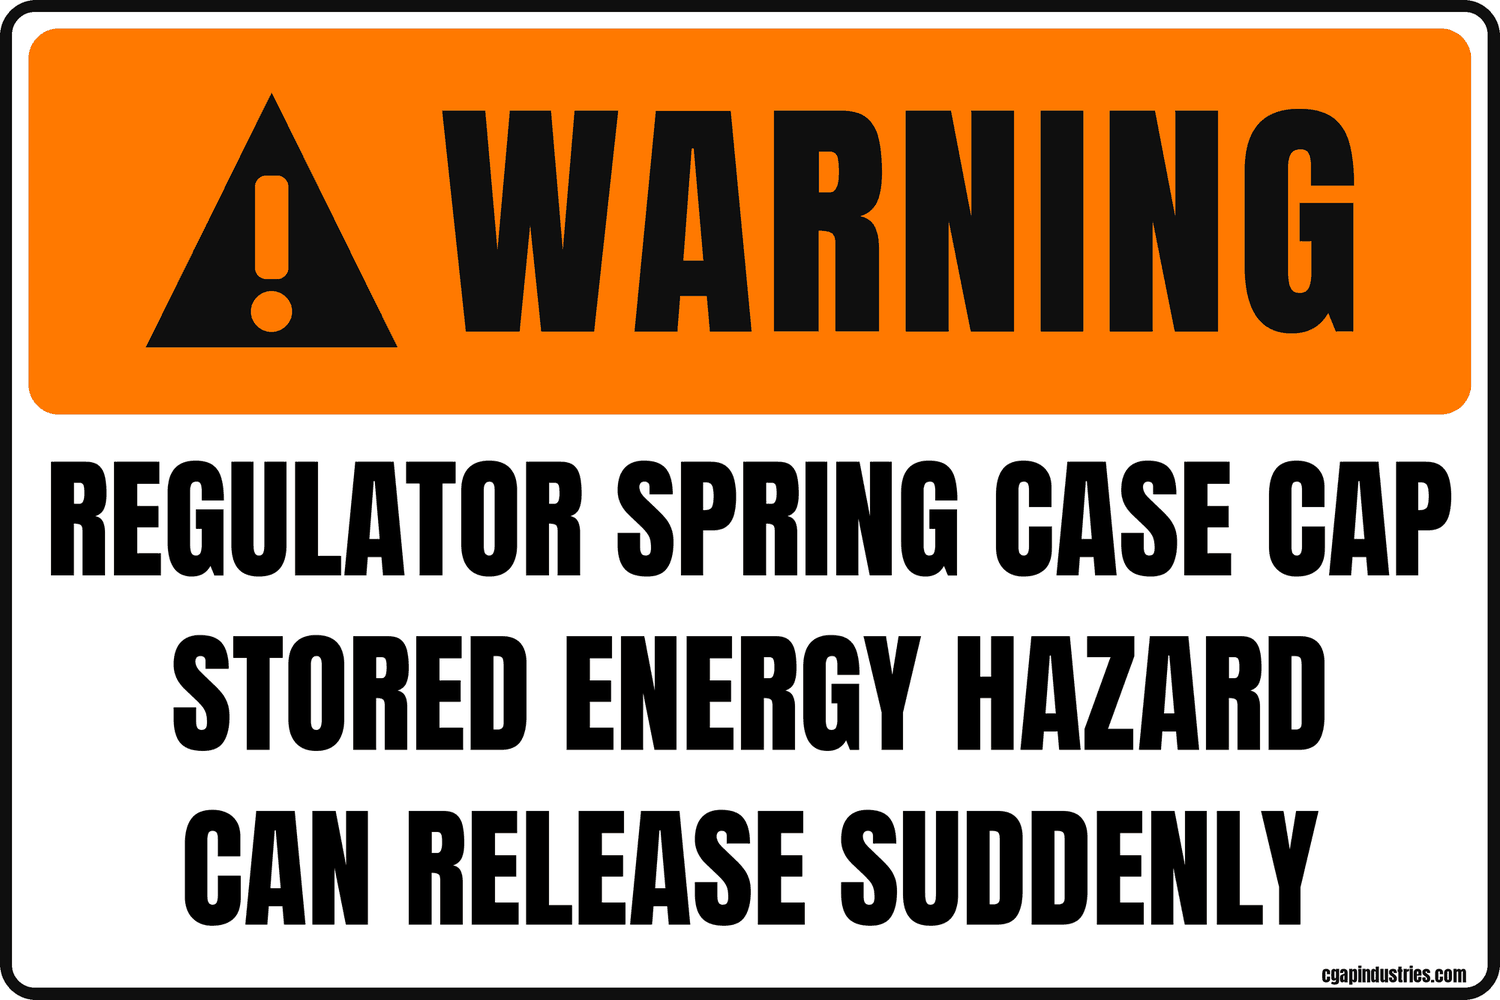 WARNING
REGULATOR SPRING CASE CAP
STORED ENERGY HAZARD
CAN RELEASE SUDDENLY
cgapindustries.com